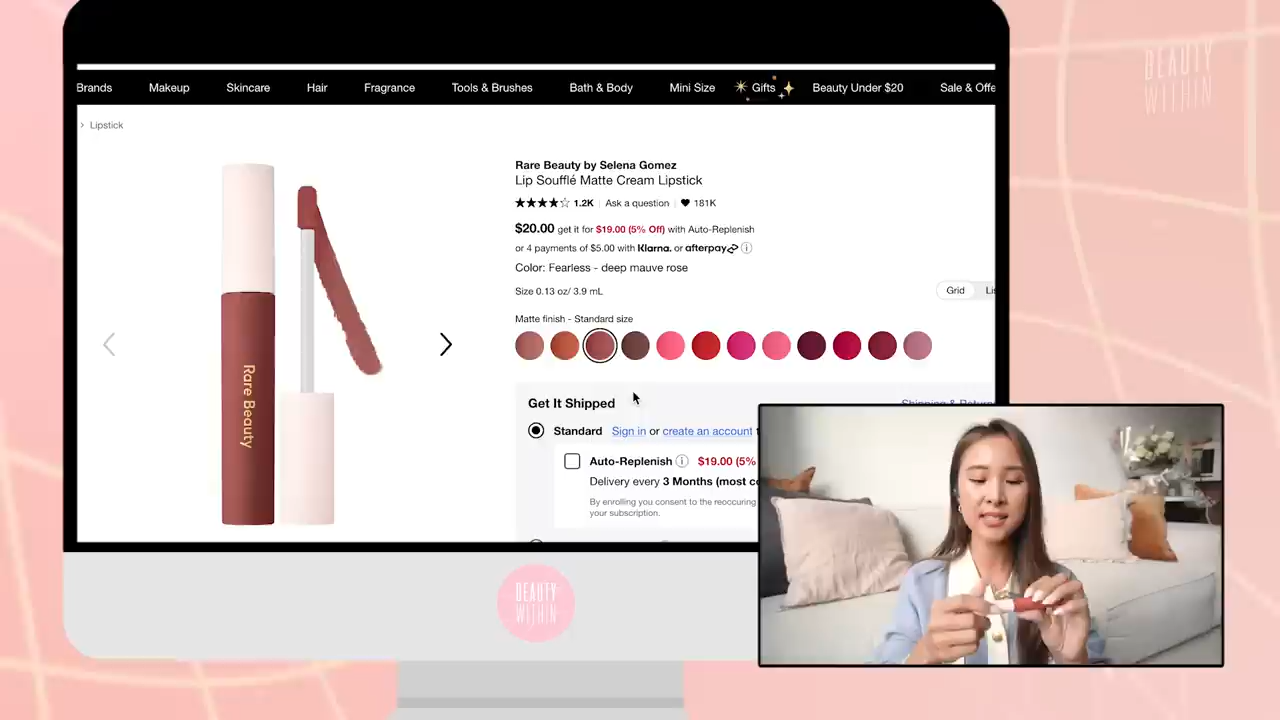 BEAUTY
WITHIN
Brands Makeup Skincare Hair Fragrance Tools & Brushes Bath & Body Mini Size Gifts Beauty Under $20 Sale & Offe
› Lipstick
Rare Beauty by Selena Gomez
Lip Soufflé Matte Cream Lipstick
1.2K | Ask a question | 181K
$20.00 get it for $19.00 (5% Off) with Auto-Replenish
or 4 payments of $5.00 with Klarna. or afterpay
Color: Fearless - deep mauve rose
Size 0.13 oz/ 3.9 mL
Grid
Matte finish - Standard size
Rare Beauty
Get It Shipped
Shipping & Returns
Standard Sign in or create an account
Auto-Replenish $19.00 (5%
Delivery every 3 Months (most co
By enrolling you consent to the reoccuring
your subscription.
BEAUTY
WITHIN